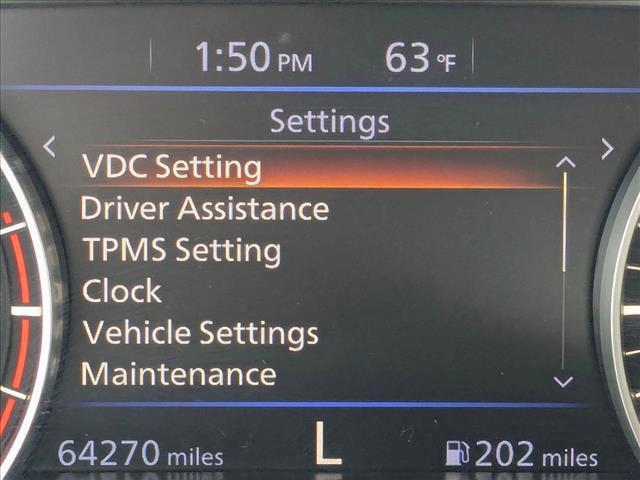 1:50 PM 63 °F
Settings
VDC Setting
Driver Assistance
TPMS Setting
Clock
Vehicle Settings
Maintenance
64270 miles L 202 miles